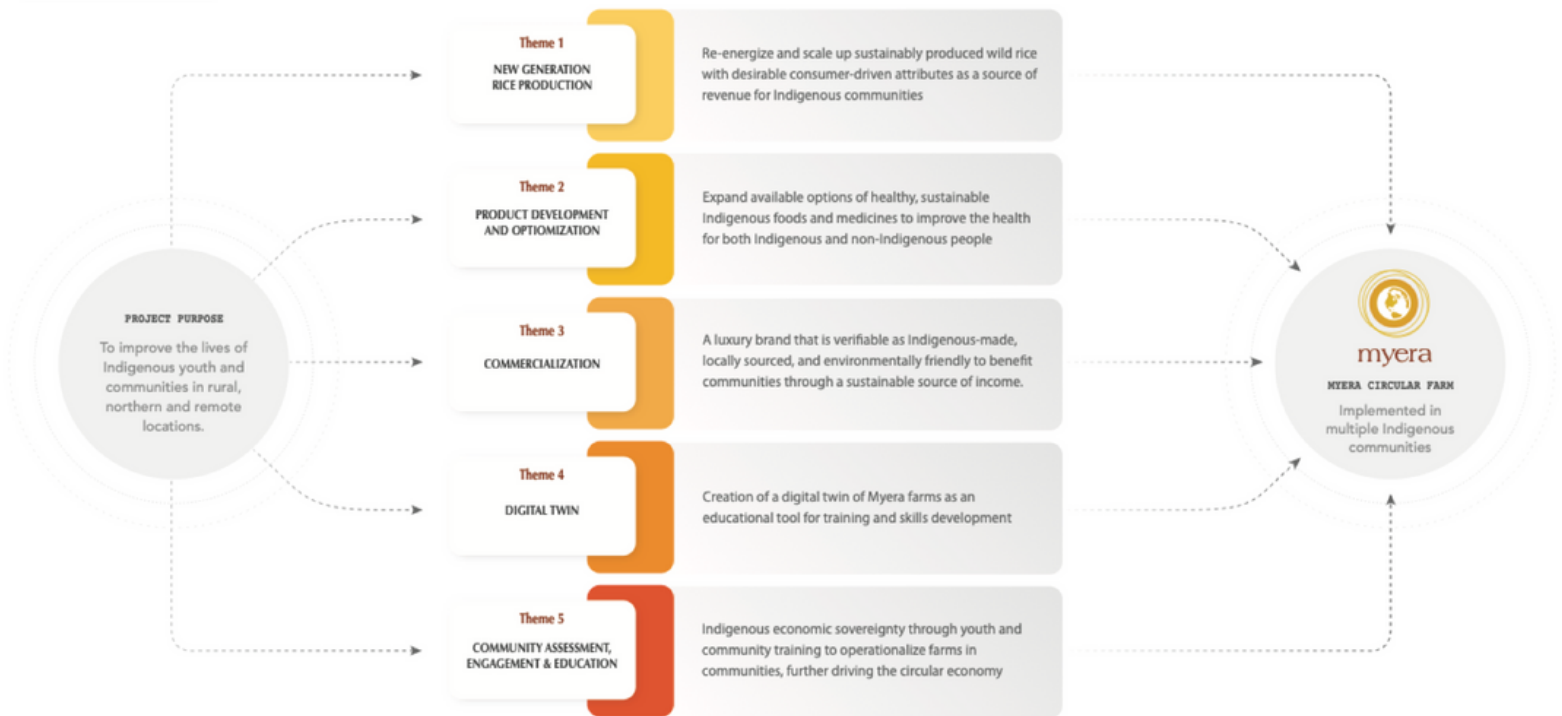 PROJECT PURPOSE
To improve the lives of
Indigenous youth and
communities in rural,
northern and remote
locations.
Theme 1
NEW GENERATION
RICE PRODUCTION
Re-energize and scale up sustainably produced wild rice
with desirable consumer-driven attributes as a source of
revenue for Indigenous communities
Theme 2
PRODUCT DEVELOPMENT
AND OPTIOMIZATION
Expand available options of healthy, sustainable
Indigenous foods and medicines to improve the health
for both Indigenous and non-Indigenous people
Theme 3
COMMERCIALIZATION
A luxury brand that is verifiable as Indigenous-made,
locally sourced, and environmentally friendly to benefit
communities through a sustainable source of income.
Theme 4
DIGITAL TWIN
Creation of a digital twin of Myera farms as an
educational tool for training and skills development
Theme 5
COMMUNITY ASSESSMENT,
ENGAGEMENT & EDUCATION
Indigenous economic sovereignty through youth and
community training to operationalize farms in
communities, further driving the circular economy
myera
MYERA CIRCULAR FARM
Implemented in
multiple Indigenous
communities